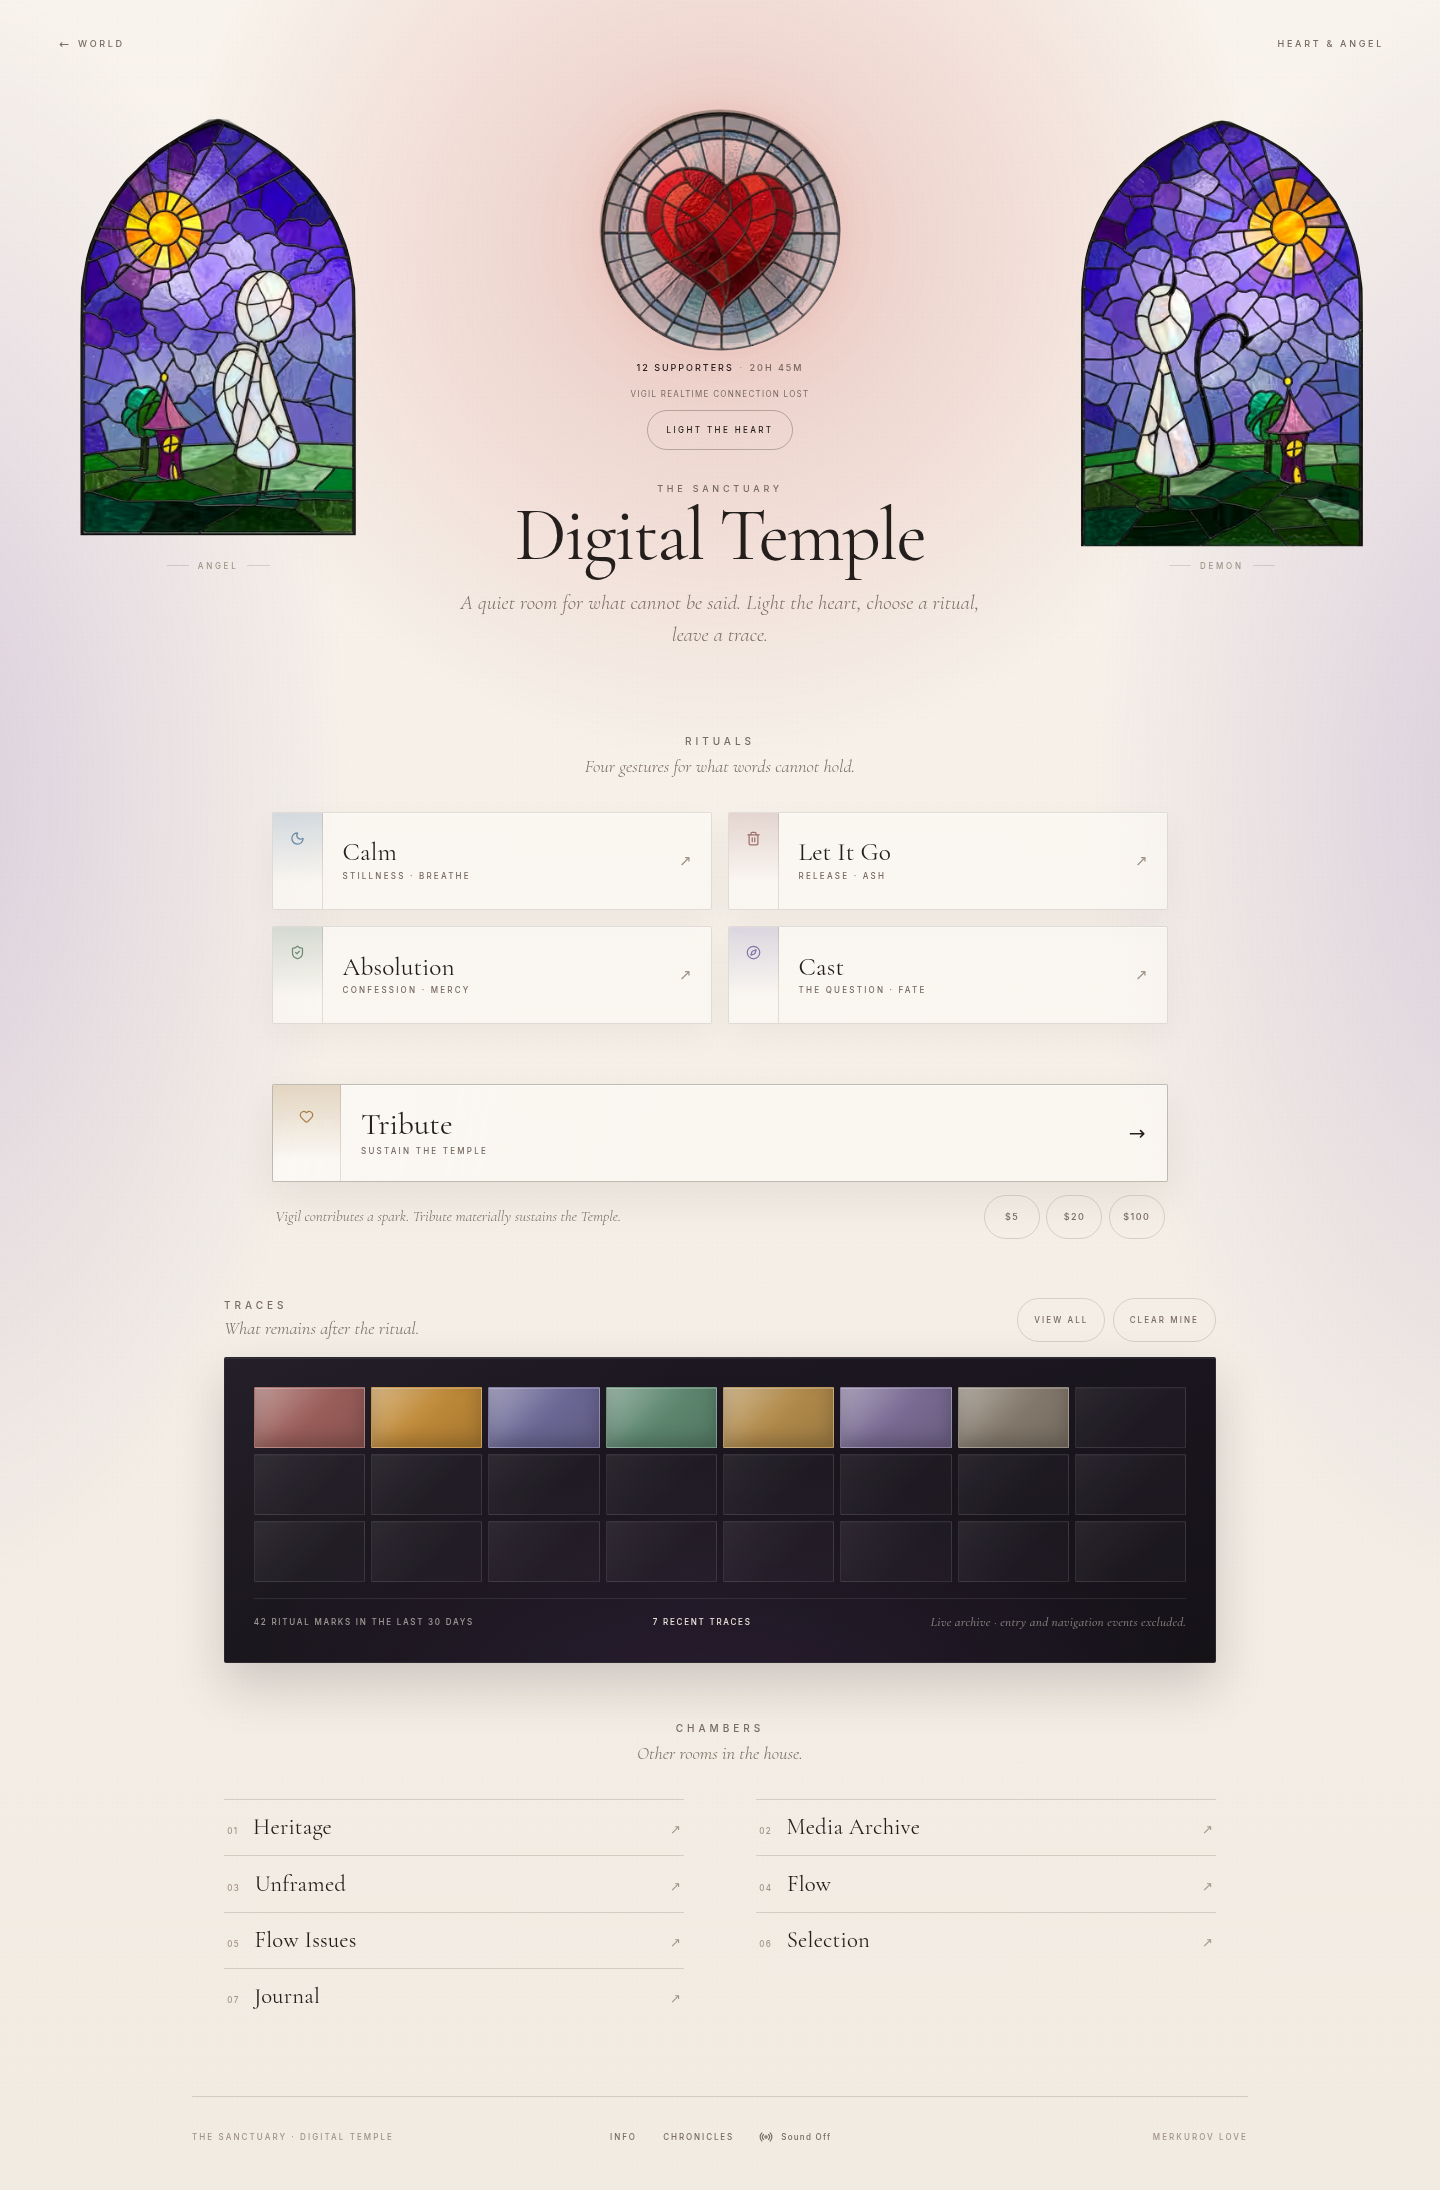 ← WORLD
HEART & ANGEL
12 SUPPORTERS · 20H 45M
VIGIL REALTIME CONNECTION LOST
LIGHT THE HEART
THE SANCTUARY
Digital Temple
ANGEL
DEMON
A quiet room for what cannot be said. Light the heart, choose a ritual,
leave a trace.
RITUALS
Four gestures for what words cannot hold.
Calm
STILLNESS · BREATHE
Let It Go
RELEASE · ASH
Absolution
CONFESSION · MERCY
Cast
THE QUESTION · FATE
Tribute
SUSTAIN THE TEMPLE
Vigil contributes a spark. Tribute materially sustains the Temple.
$5
$20
$100
TRACES
What remains after the ritual.
VIEW ALL
CLEAR MINE
42 RITUAL MARKS IN THE LAST 30 DAYS
7 RECENT TRACES
Live archive · entry and navigation events excluded.
CHAMBERS
Other rooms in the house.
01 Heritage
02 Media Archive
03 Unframed
04 Flow
05 Flow Issues
06 Selection
07 Journal
THE SANCTUARY · DIGITAL TEMPLE
INFO
CHRONICLES
Sound Off
MERKUROV LOVE